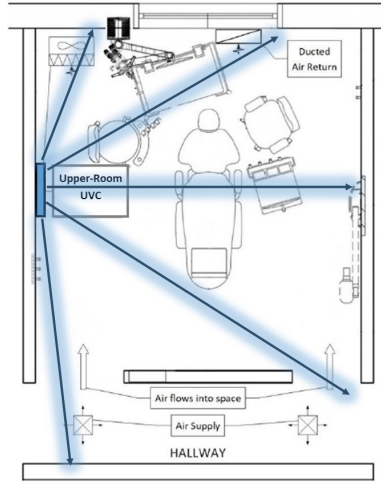 Ducted
Air Return
Upper-Room
UVC
Air flows into space
Air Supply
HALLWAY